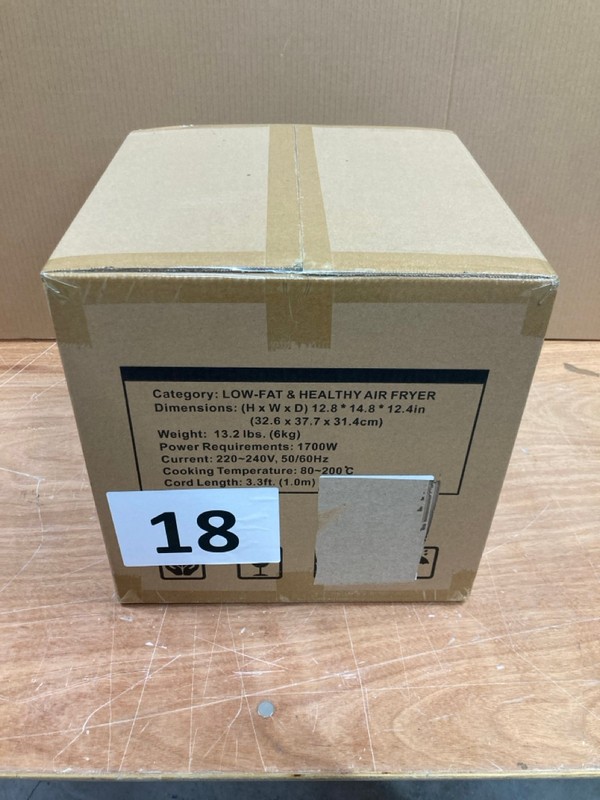 Category: LOW-FAT & HEALTHY AIR FRYER
Dimensions: (H x W x D) 12.8 * 14.8 * 12.4in
(32.6 x 37.7 x 31.4cm)
Weight: 13.2 lbs. (6kg)
Power Requirements: 1700W
Current: 220~240V, 50/60Hz
Cooking Temperature: 80~200℃
Cord Length: 3.3ft. (1.0m)
18